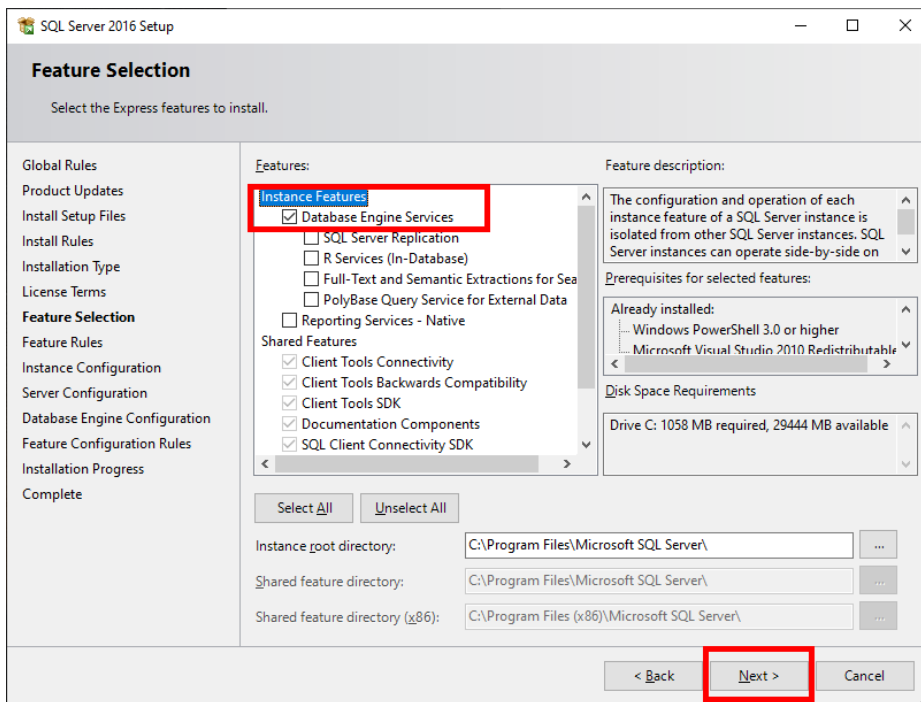 SQL Server 2016 Setup
Feature Selection
Select the Express features to install.
Global Rules
Product Updates
Install Setup Files
Install Rules
Installation Type
License Terms
Feature Selection
Feature Rules
Instance Configuration
Server Configuration
Database Engine Configuration
Feature Configuration Rules
Installation Progress
Complete
Features:
Instance Features
Database Engine Services
SQL Server Replication
R Services (In-Database)
Full-Text and Semantic Extractions for Sea
PolyBase Query Service for External Data
Reporting Services - Native
Shared Features
Client Tools Connectivity
Client Tools Backwards Compatibility
Client Tools SDK
Documentation Components
SQL Client Connectivity SDK
Feature description:
The configuration and operation of each
instance feature of a SQL Server instance is
isolated from other SQL Server instances. SQL
Server instances can operate side-by-side on
Prerequisites for selected features:
Already installed:
Windows PowerShell 3.0 or higher
Microsoft Visual Studio 2010 Redistributable
Disk Space Requirements
Drive C: 1058 MB required, 29444 MB available
Select All
Unselect All
Instance root directory:
C:\Program Files\Microsoft SQL Server\
...
Shared feature directory:
C:\Program Files\Microsoft SQL Server\
...
Shared feature directory (x86):
C:\Program Files (x86)\Microsoft SQL Server\
...
< Back
Next >
Cancel